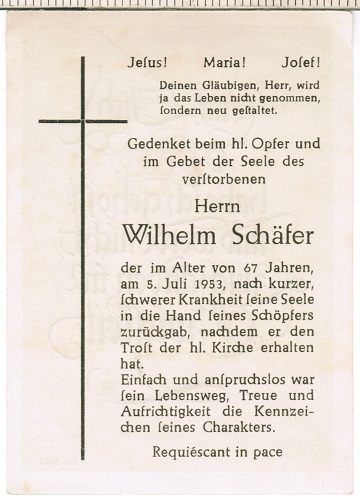 Jeſus! Maria! Joſef!
Deinen Gläubigen, Herr, wird
ja das Leben nicht genommen,
ſondern neu geſtaltet.
Gedenket beim hl. Opfer und
im Gebet der Seele des
verſtorbenen
Herrn
Wilhelm Schäfer
der im Alter von 67 Jahren,
am 5. Juli 1953, nach kurzer,
ſchwerer Krankheit ſeine Seele
in die Hand ſeines Schöpfers
zurückgab, nachdem er den
Troſt der hl. Kirche erhalten
hat.
Einfach und anſpruchslos war
ſein Lebensweg, Treue und
Aufrichtigkeit die Kennzei-
chen ſeines Charakters.
Requiéscant in pace